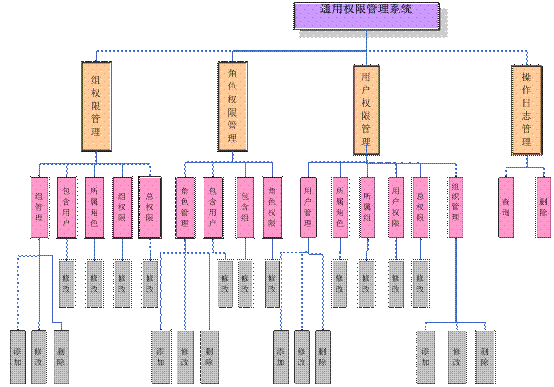 通用权限管理系统
组权限管理
角色权限管理
用户权限管理
操作日志管理
组管理
包含用户
所属角色
组权限
总权限
角色管理
包含用户
包含组
角色权限
用户管理
所属角色
所属组
用户权限
总权限
组织管理
查询
删除
修改
修改
修改
修改
修改
修改
修改
修改
修改
修改
修改
添加
修改
删除
添加
修改
删除
添加
修改
删除
添加
修改
删除